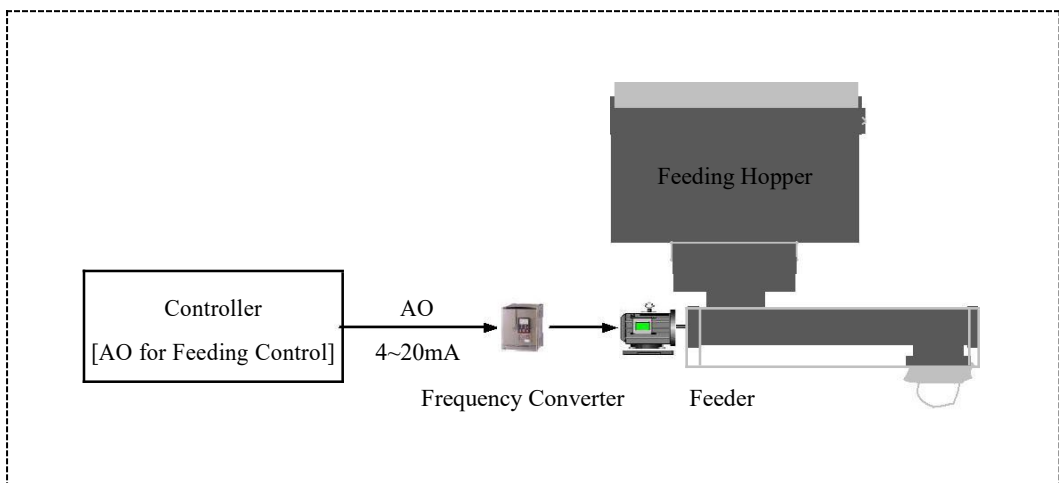 Feeding Hopper
Controller
[AO for Feeding Control]
AO
4~20mA
Frequency Converter
Feeder